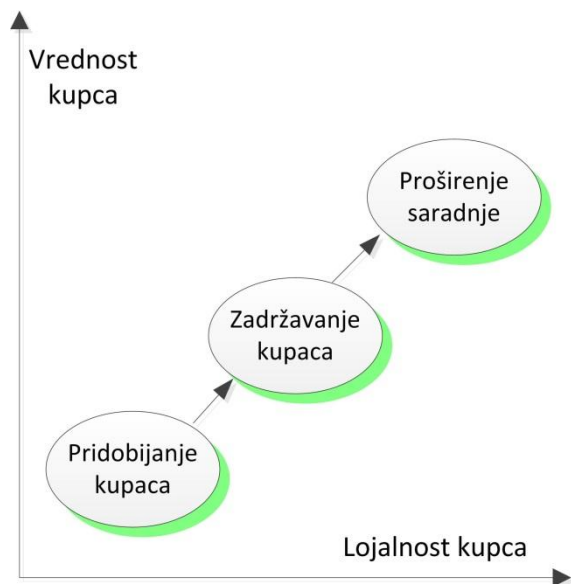 Vrednost
kupca
Proširenje
saradnje
Zadržavanje
kupaca
Pridobijanje
kupaca
Lojalnost kupca